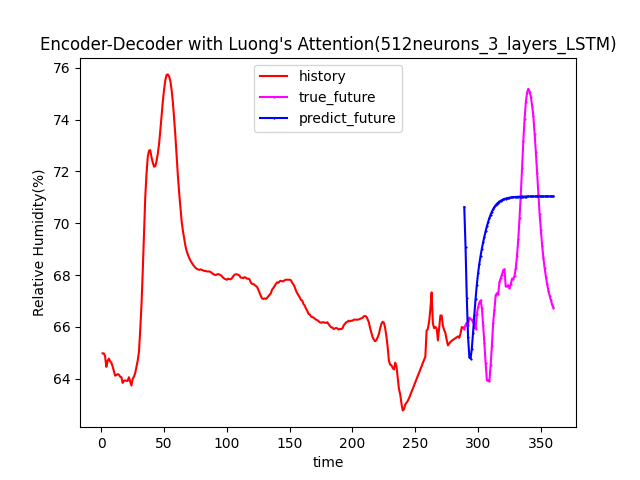 Encoder-Decoder with Luong's Attention(512neurons_3_layers_LSTM)
history
true_future
predict_future
Relative Humidity(%)
76
74
72
70
68
66
64
0 50 100 150 200 250 300 350
time